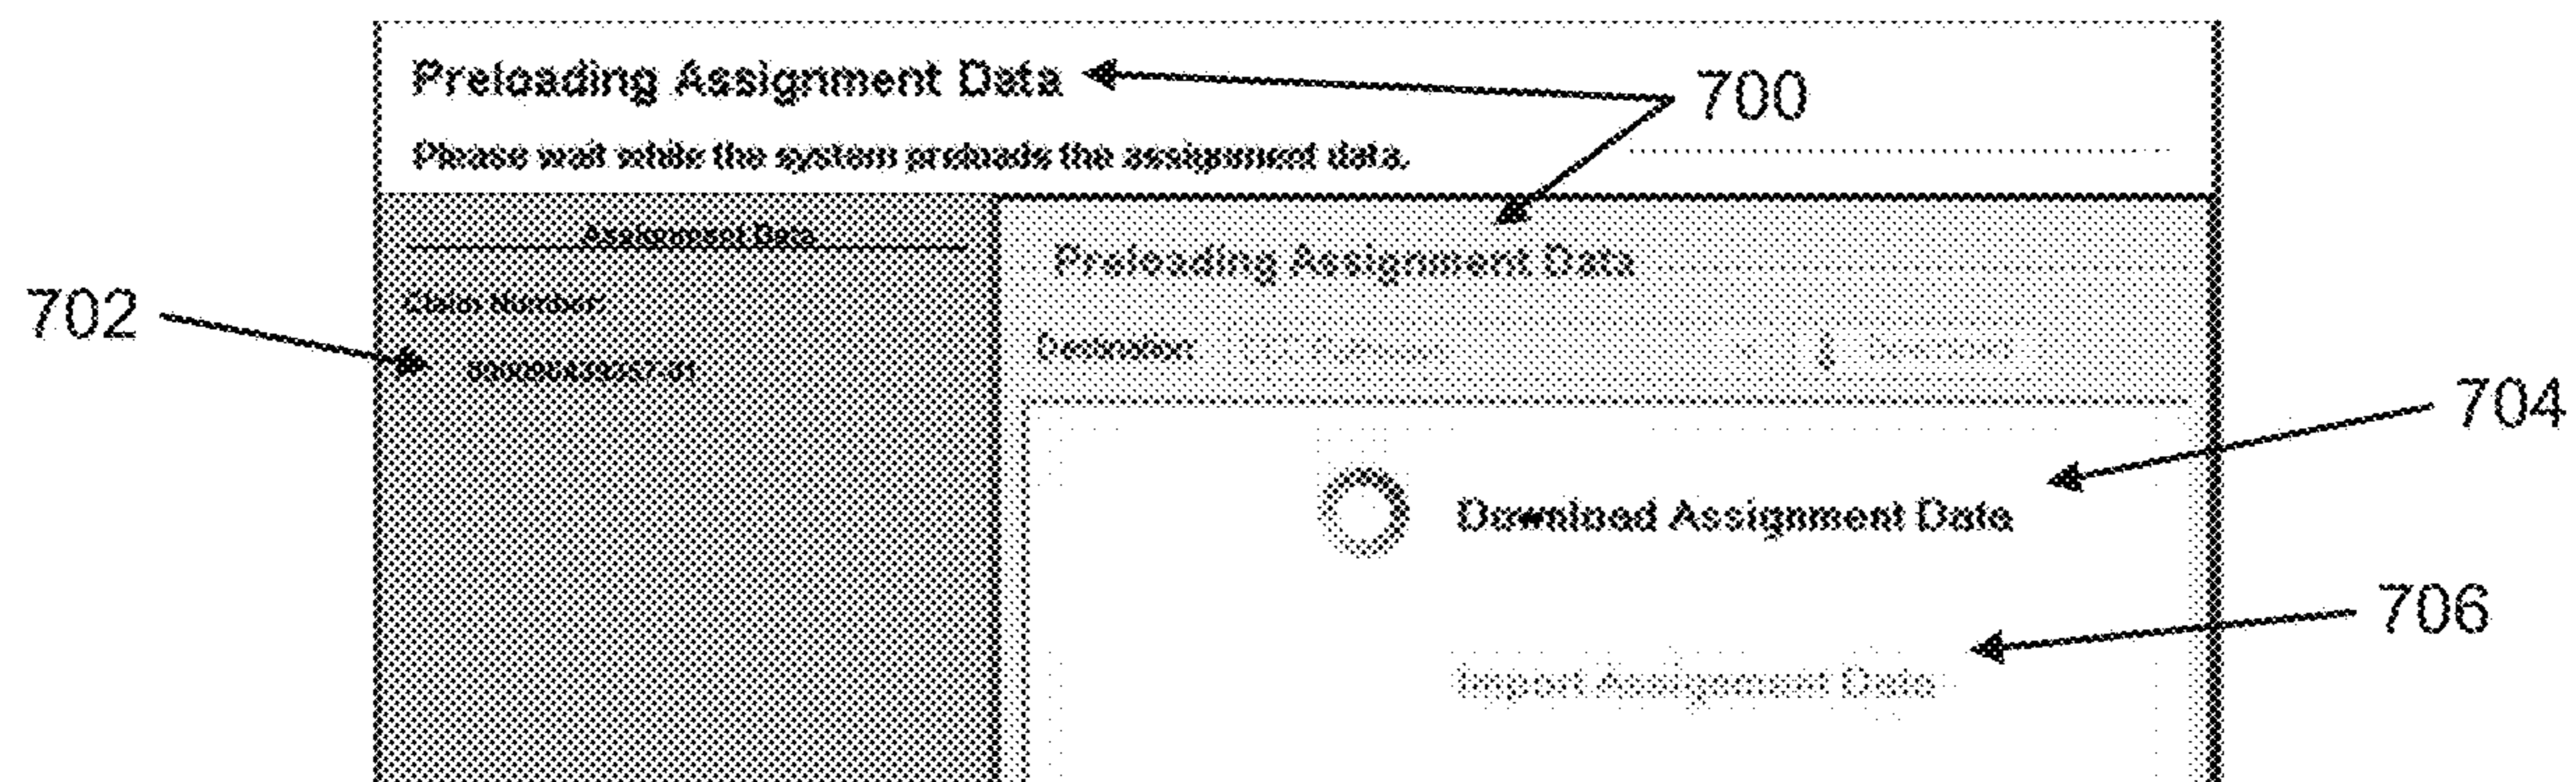 Preloading Assignment Data
700
Please wait while the system preloads the assignment data.
Assignment Data
Preloading Assignment Data
702
Claim Number:
Destination:
704
Download Assignment Data
706
Import Assignment Data